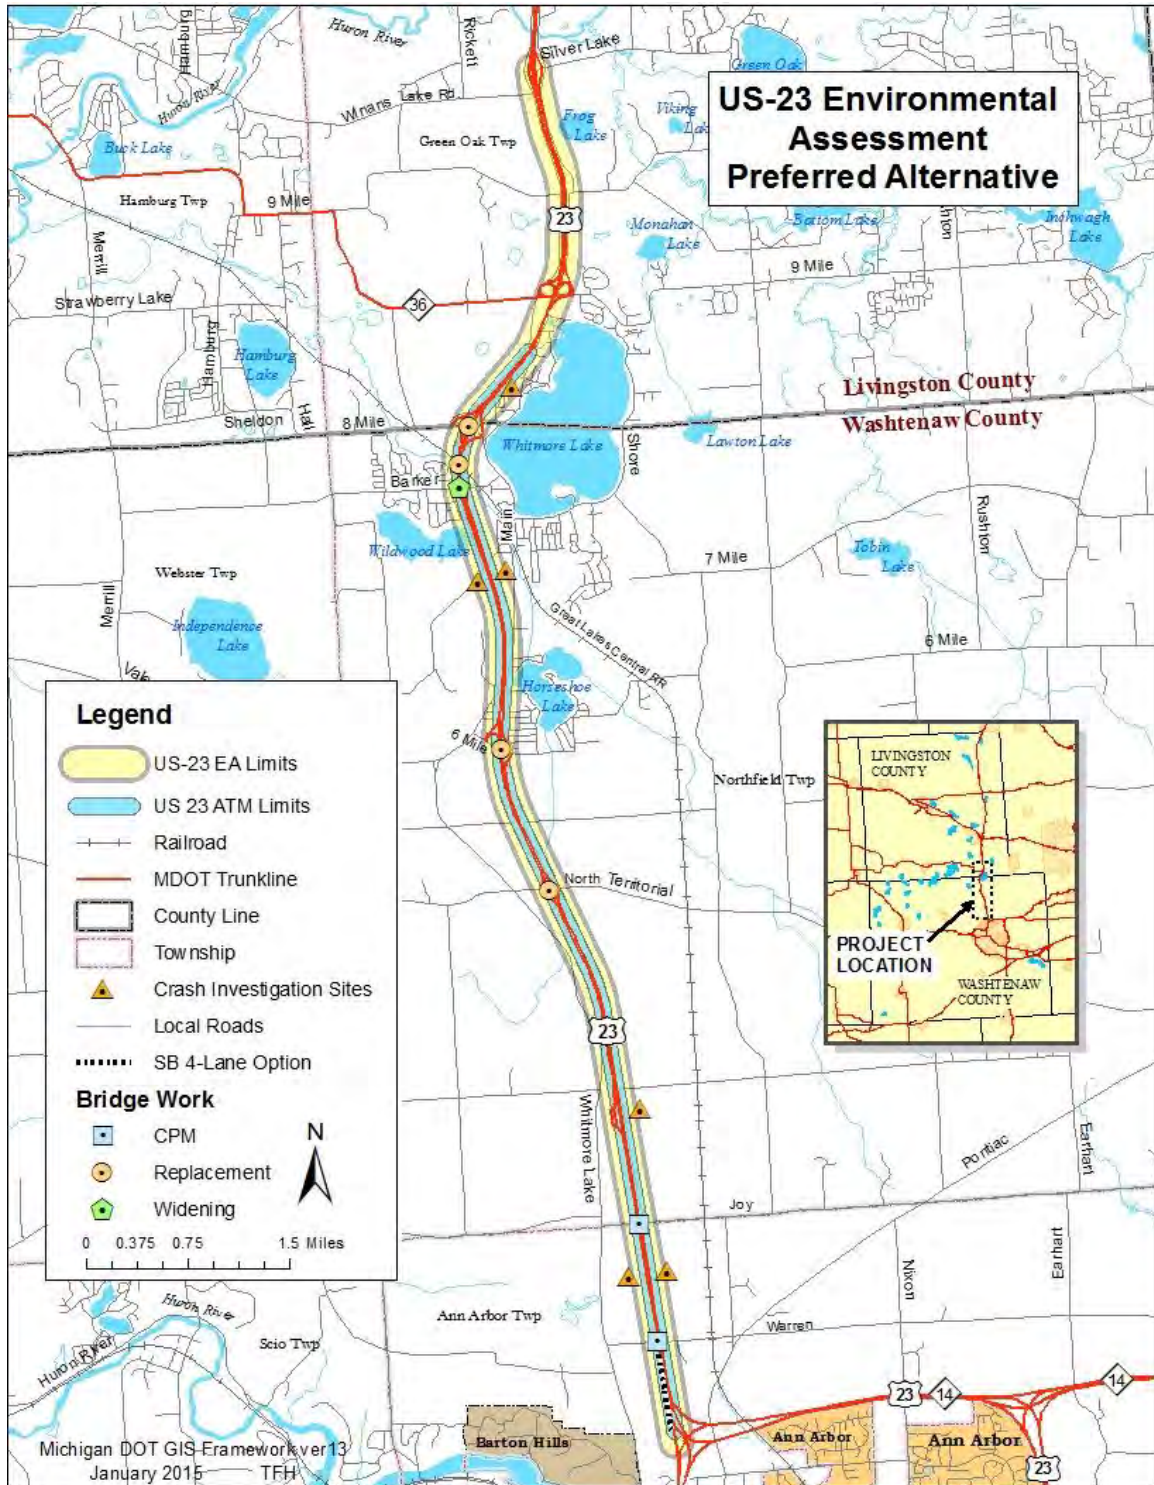 Huron River
Rickett
Silver Lake
Hamburg
Huron River
Winans Lake Rd
Green Oak
US-23 Environmental
Assessment
Preferred Alternative
Frog
Lake
Viking
Green Oak Twp
Buck Lake
Hamburg Twp
9 Mile
23
Monahan
Lake
Bottom Lake
Inchwagh
Lake
Merrill
9 Mile
Strawberry Lake
36
Hamburg
Hamburg
Lake
Livingston County
Washtenaw County
Sheldon
Hall
8 Mile
Whitmore Lake
Shore
Lawton Lake
Barker
Main
Rushton
Wildwood Lake
7 Mile
Tobin
Lake
Webster Twp
Merrill
Independence
Lake
Great Lakes Central RR
6 Mile
Horseshoe
Lake
6 Mile
Northfield Twp
Legend
US-23 EA Limits
US 23 ATM Limits
Railroad
MDOT Trunkline
County Line
Township
Crash Investigation Sites
Local Roads
SB 4-Lane Option
Bridge Work
CPM
Replacement
Widening
N
0 0.375 0.75 1.5 Miles
LIVINGSTON
COUNTY
PROJECT
LOCATION
WASHTENAW
COUNTY
North Territorial
23
Whitmore Lake
Pontiac
Earhart
Joy
Nixon
Earhart
Ann Arbor Twp
Warren
Huron River
Huron River
Scio Twp
14
23
14
Barton Hills
Ann Arbor
Ann Arbor
23
Michigan DOT GIS Framework ver13
January 2015 TFH